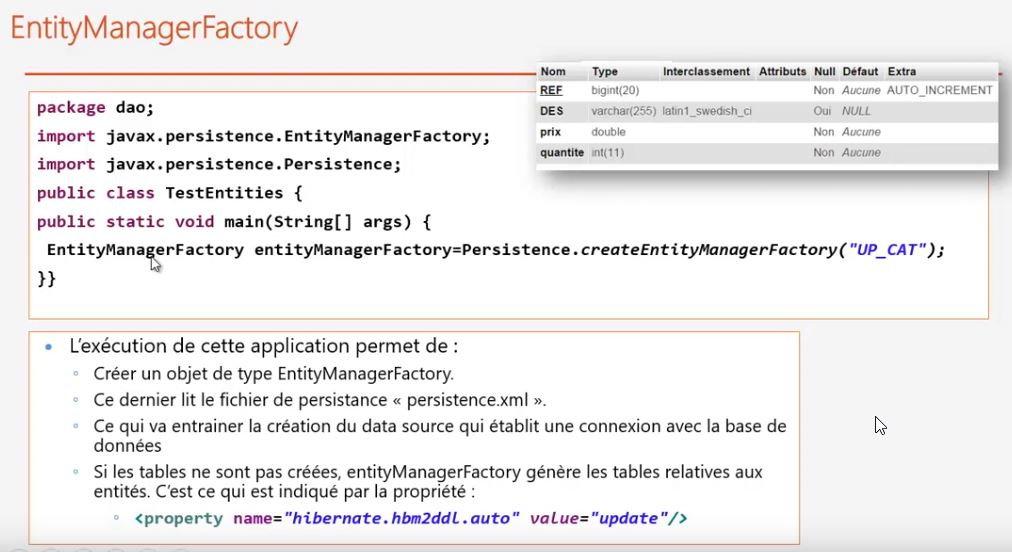 EntityManagerFactory
Nom Type Interclassement Attributs Null Défaut Extra
REF bigint(20) Non Aucune AUTO_INCREMENT
DES varchar(255) latin1_swedish_ci Oui NULL
prix double Non Aucune
quantite int(11) Non Aucune
package dao;
import javax.persistence.EntityManagerFactory;
import javax.persistence.Persistence;
public class TestEntities {
public static void main(String[] args) {
EntityManagerFactory entityManagerFactory=Persistence.createEntityManagerFactory("UP_CAT");
}}
• L'exécution de cette application permet de :
◦ Créer un objet de type EntityManagerFactory.
◦ Ce dernier lit le fichier de persistance « persistence.xml ».
◦ Ce qui va entrainer la création du data source qui établit une connexion avec la base de
données
◦ Si les tables ne sont pas créées, entityManagerFactory génère les tables relatives aux
entités. C'est ce qui est indiqué par la propriété :
◦ <property name="hibernate.hbm2ddl.auto" value="update"/>